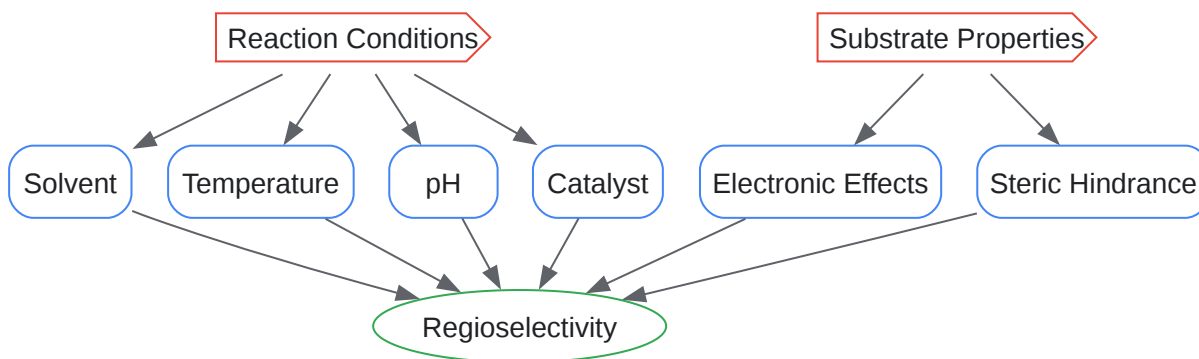 Reaction Conditions
Substrate Properties
Solvent
Temperature
pH
Catalyst
Electronic Effects
Steric Hindrance
Regioselectivity